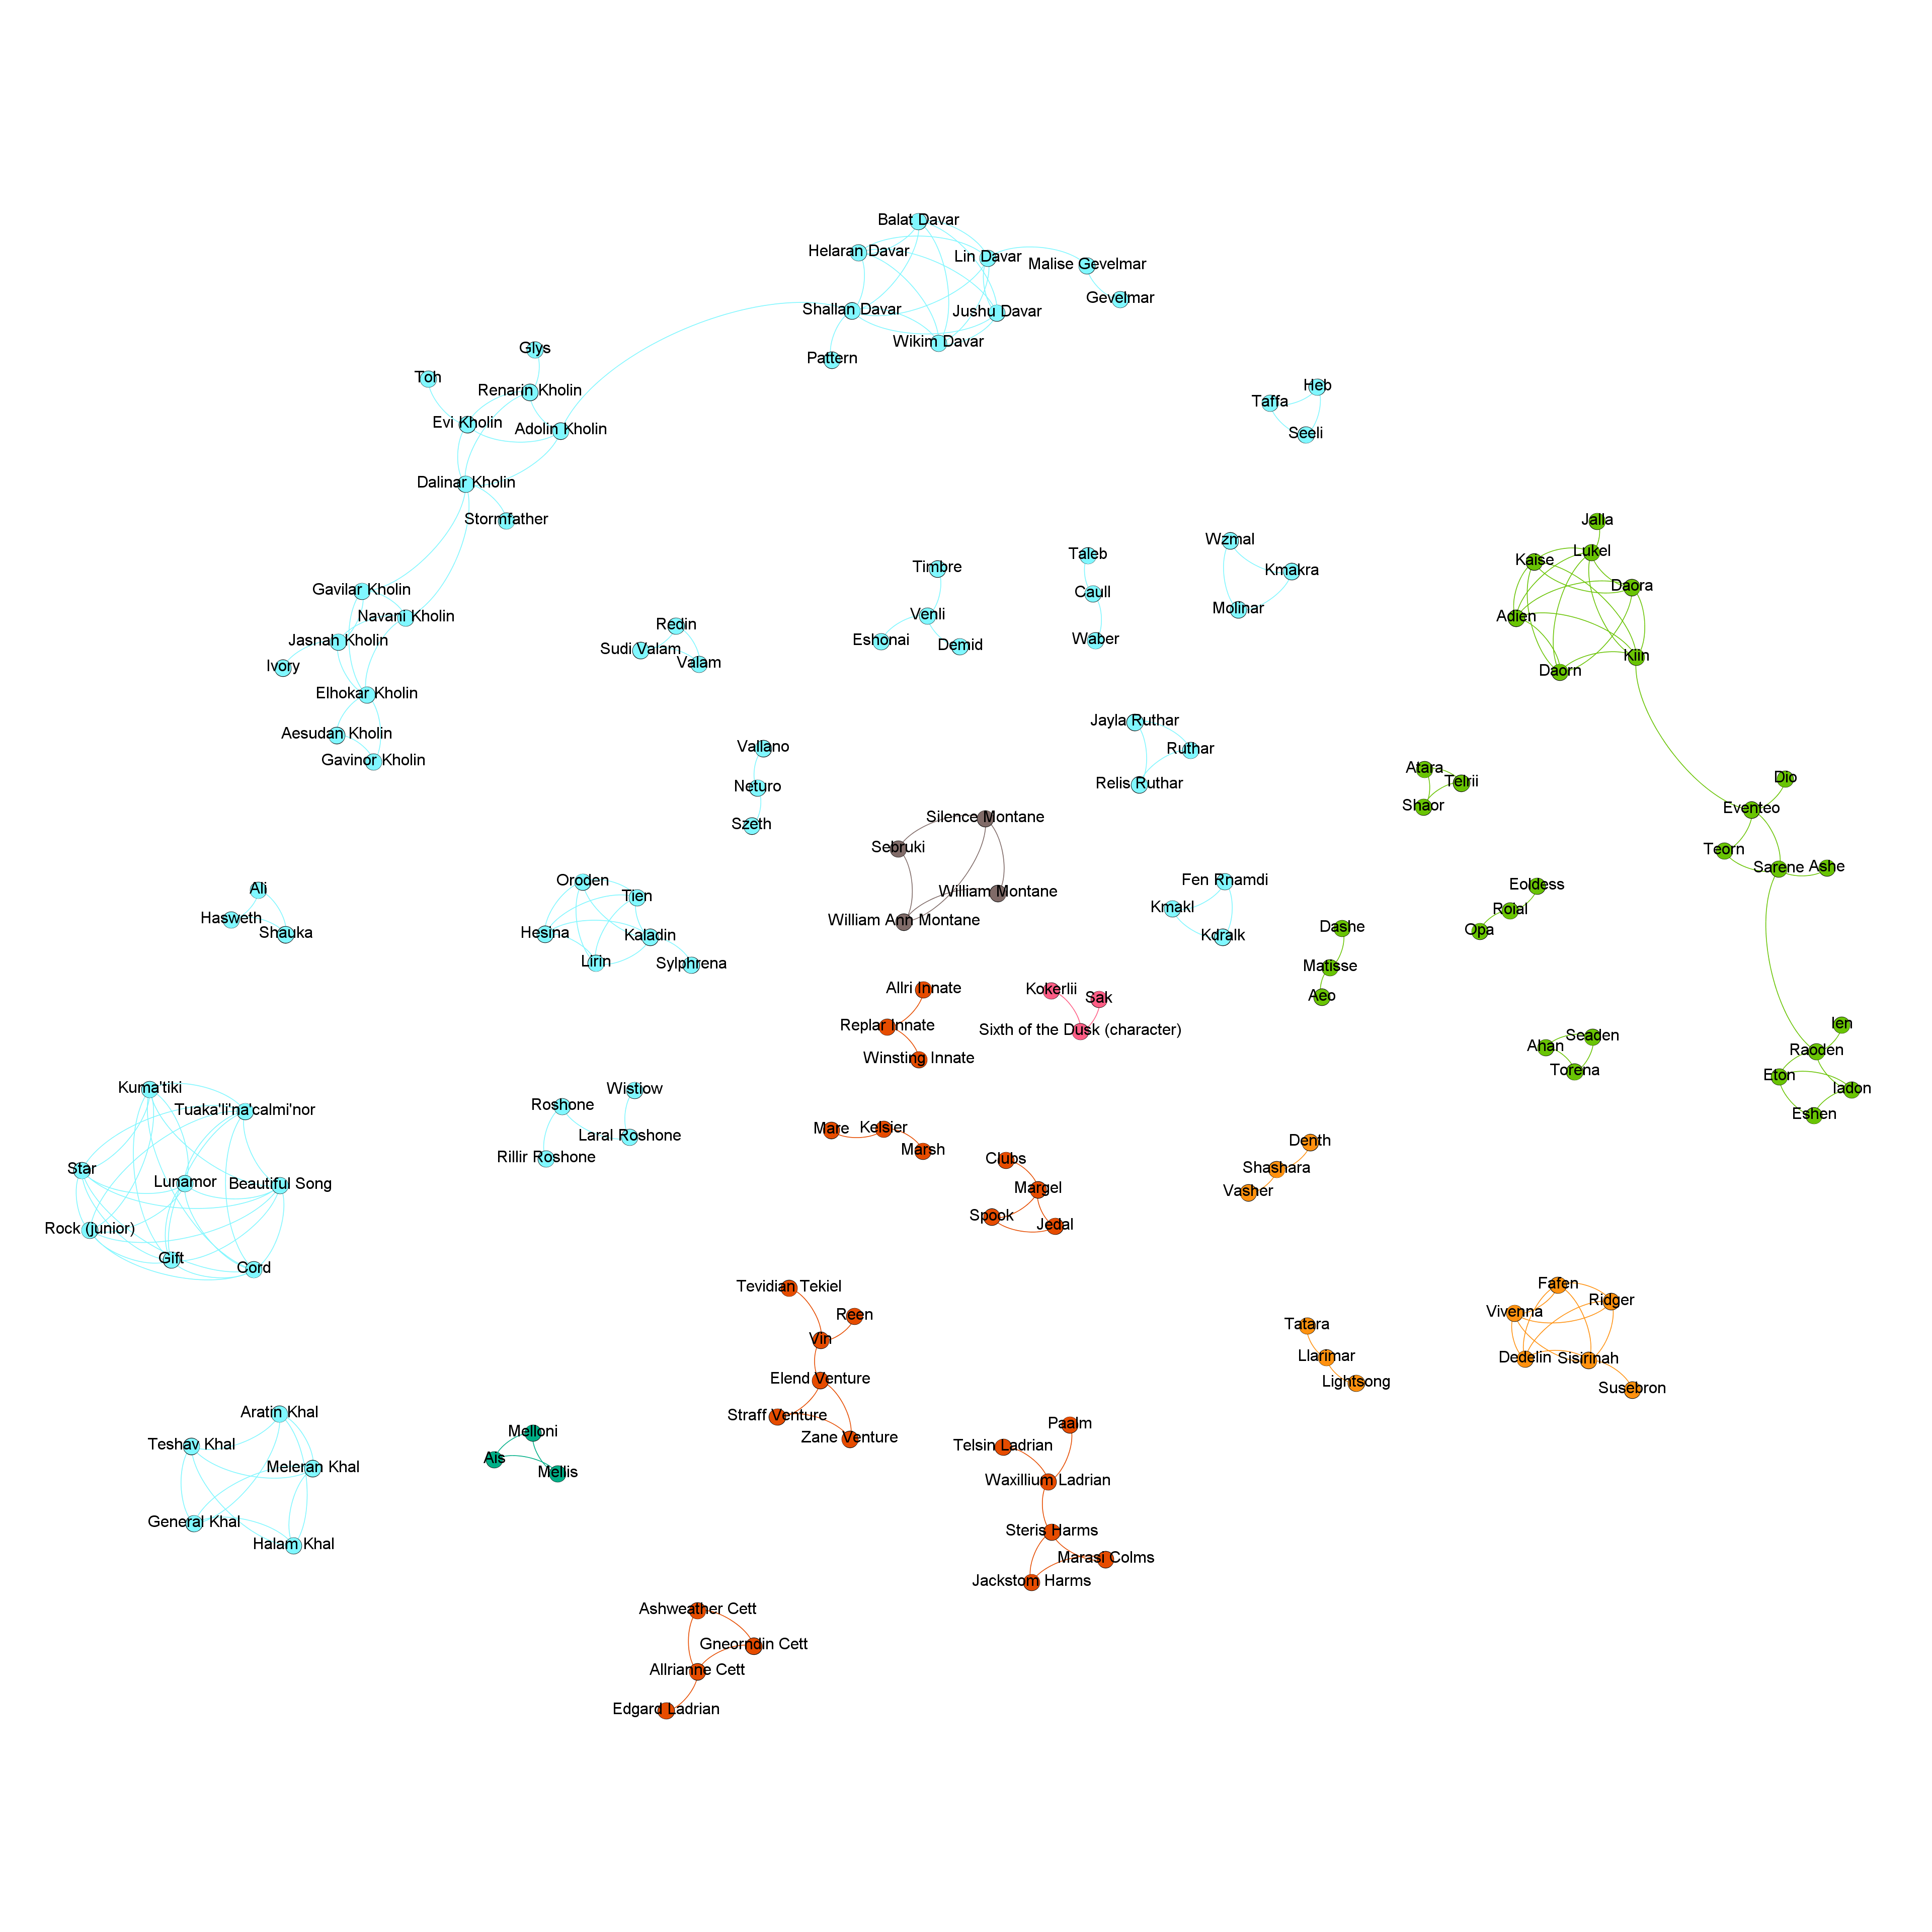 Balat Davar
Helaran Davar
Lin Davar
Malise Gevelmar
Gevelmar
Shallan Davar
Jushu Davar
Wikim Davar
Pattern
Glys
Toh
Renarin Kholin
Evi Kholin
Adolin Kholin
Dalinar Kholin
Stormfather
Heb
Taffa
Seeli
Gavilar Kholin
Navani Kholin
Jasnah Kholin
Ivory
Elhokar Kholin
Aesudan Kholin
Gavinor Kholin
Redin
Sudi Valam
Valam
Timbre
Venli
Eshonai
Demid
Taleb
Caull
Waber
Wzmal
Kmakra
Molinar
Jalla
Lukel
Kaise
Daora
Adien
Kiin
Daorn
Vallano
Neturo
Szeth
Jayla Ruthar
Ruthar
Relis Ruthar
Atara
Telrii
Shaor
Dio
Eventeo
Teorn
Sarene
Ashe
Silence Montane
Sebruki
William Montane
William Ann Montane
Ali
Hasweth
Shauka
Oroden
Tien
Hesina
Kaladin
Lirin
Sylphrena
Fen Rnamdi
Kmakl
Kdralk
Eoldess
Roial
Opa
Dashe
Matisse
Aeo
Allri Innate
Replar Innate
Winsting Innate
Kokerlii
Sak
Sixth of the Dusk (character)
Seaden
Ahan
Torena
Ien
Raoden
Eton
Iadon
Eshen
Kuma'tiki
Tuaka'li'na'calmi'nor
Star
Lunamor
Beautiful Song
Rock (junior)
Gift
Cord
Wistiow
Roshone
Laral Roshone
Rillir Roshone
Mare
Kelsier
Marsh
Clubs
Margel
Spook
Jedal
Denth
Shashara
Vasher
Tevidian Tekiel
Reen
Vin
Elend Venture
Straff Venture
Zane Venture
Tatara
Llarimar
Lightsong
Fafen
Ridger
Vivenna
Dedelin
Sisirinah
Susebron
Aratin Khal
Teshav Khal
Meleran Khal
General Khal
Halam Khal
Melloni
Ais
Mellis
Paalm
Telsin Ladrian
Waxillium Ladrian
Steris Harms
Marasi Colms
Jackstom Harms
Ashweather Cett
Gneorndin Cett
Allrianne Cett
Edgard Ladrian